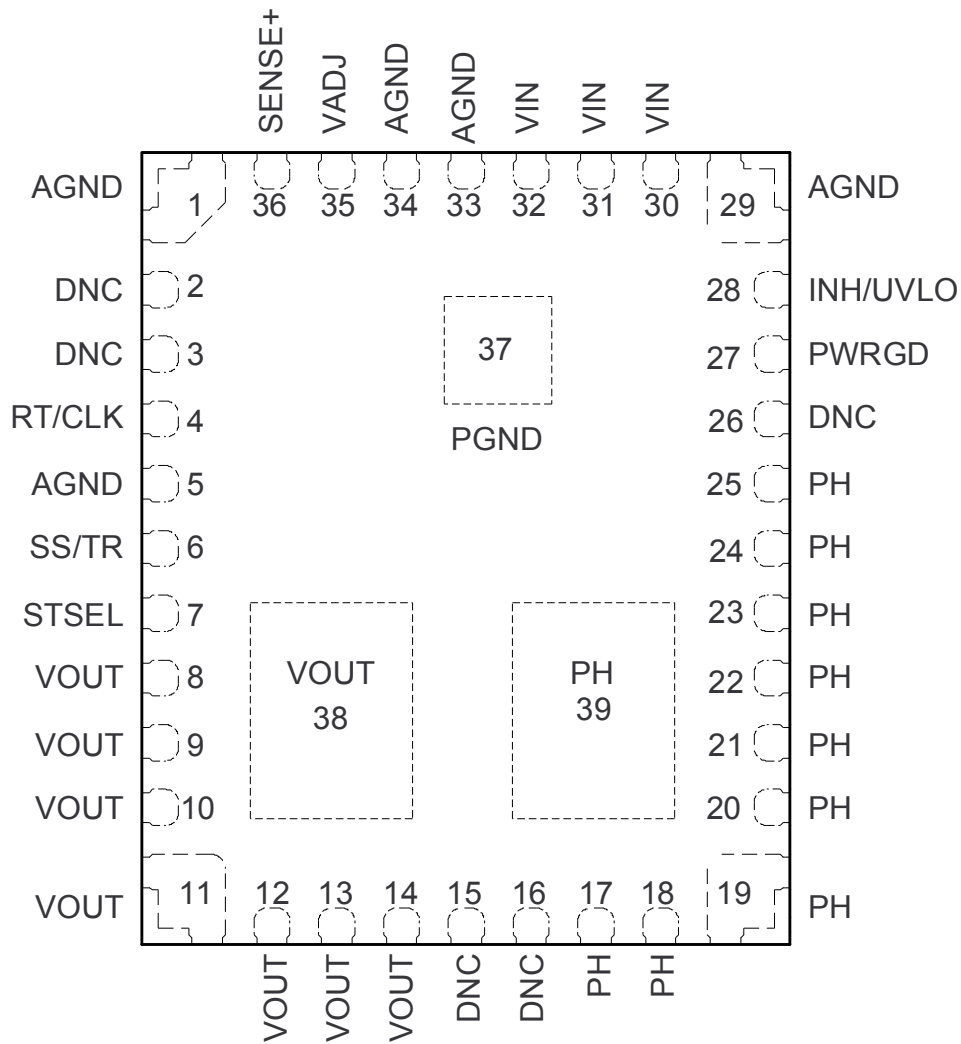 SENSE+
VADJ
AGND
AGND
VIN
VIN
VIN
AGND
1
36
35
34
33
32
31
30
29
AGND
DNC
2
28
INH/UVLO
DNC
3
37
27
PWRGD
RT/CLK
4
PGND
26
DNC
AGND
5
25
PH
SS/TR
6
24
PH
STSEL
7
23
PH
VOUT
8
VOUT
38
PH
39
22
PH
VOUT
9
21
PH
VOUT
10
20
PH
VOUT
11
12
13
14
15
16
17
18
19
PH
VOUT
VOUT
VOUT
DNC
DNC
PH
PH